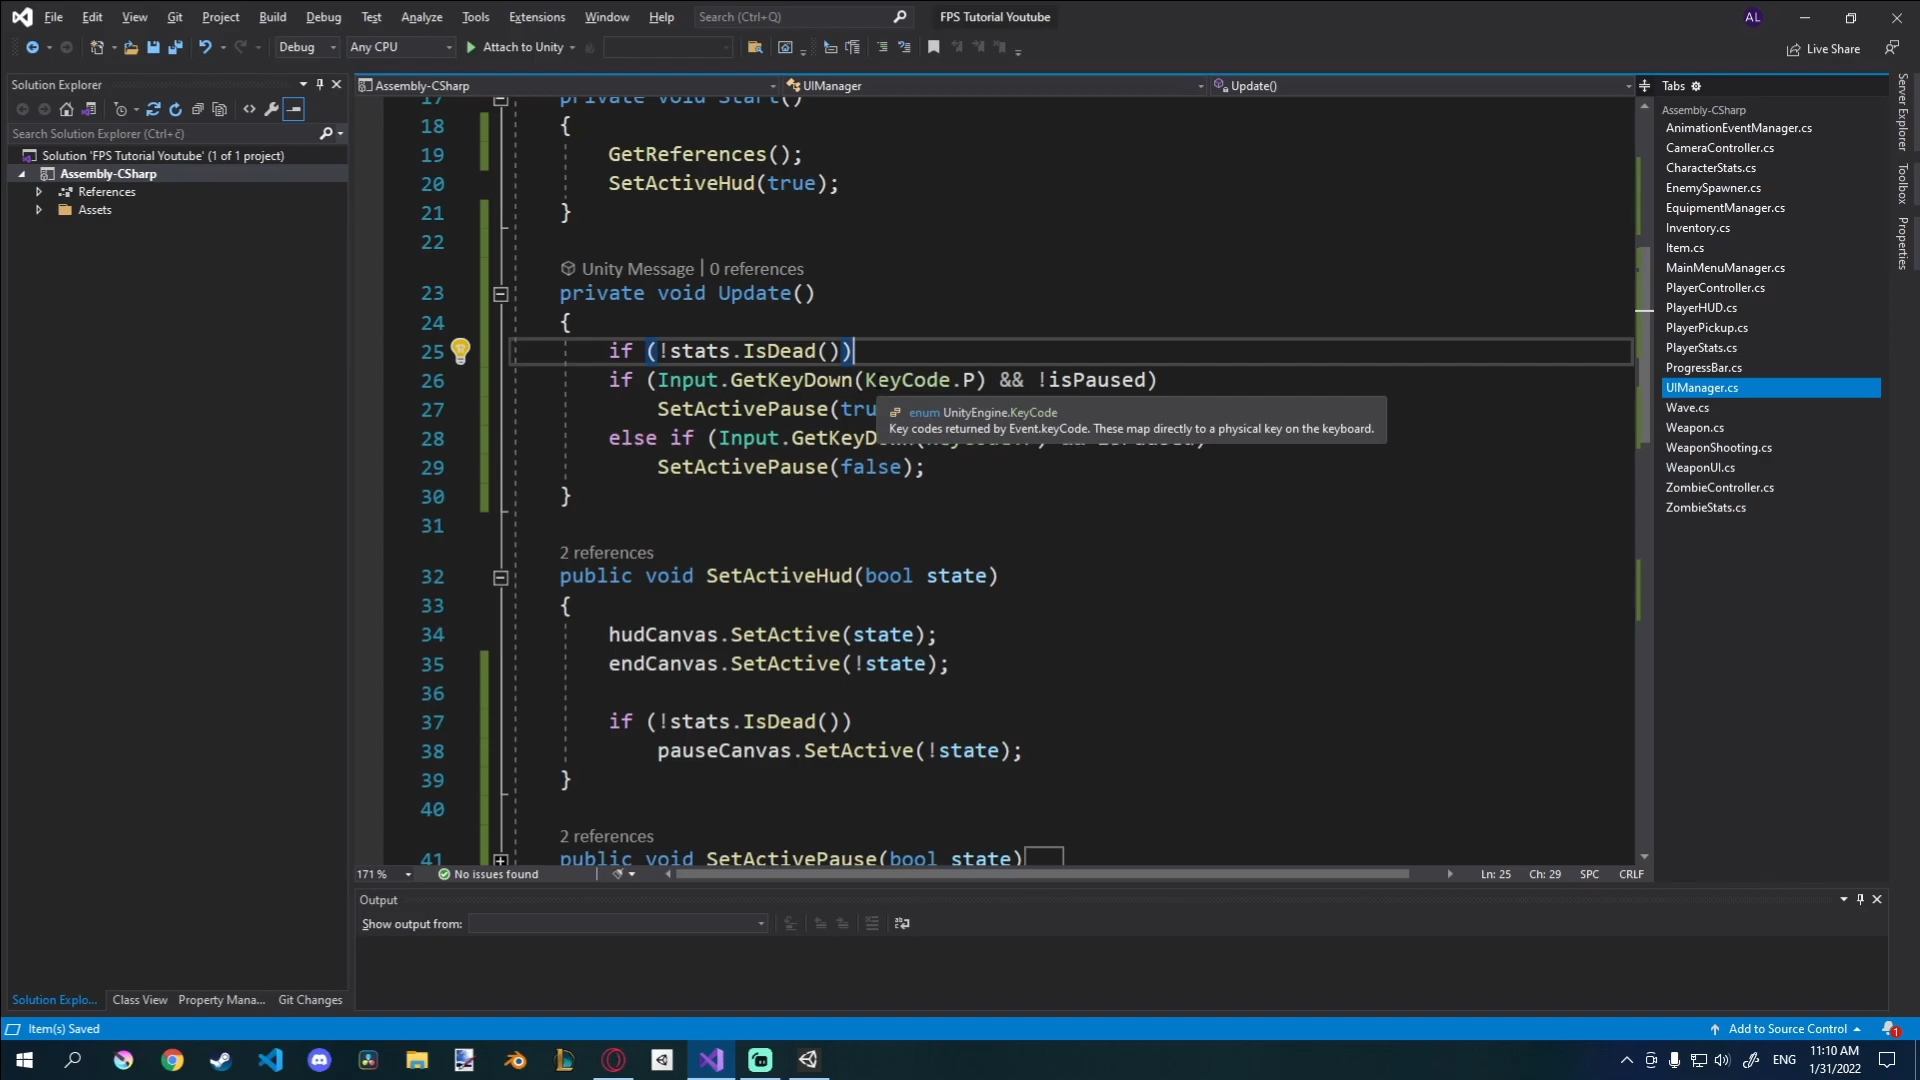 File Edit View Git Project Build Debug Test Analyze Tools Extensions Window Help Search (Ctrl+Q) FPS Tutorial Youtube AL
Debug Any CPU Attach to Unity Live Share
Solution Explorer
Search Solution Explorer (Ctrl+č)
Solution 'FPS Tutorial Youtube' (1 of 1 project)
Assembly-CSharp
References
Assets
Assembly-CSharp UIManager Update()
17 private void Start()
18 {
19 GetReferences();
20 SetActiveHud(true);
21 }
22
Unity Message | 0 references
23 private void Update()
24 {
25 if (!stats.IsDead())
26 if (Input.GetKeyDown(KeyCode.P) && !isPaused)
27 SetActivePause(tru
enum UnityEngine.KeyCode
Key codes returned by Event.keyCode. These map directly to a physical key on the keyboard.
28 else if (Input.GetKeyD
29 SetActivePause(false);
30 }
31
2 references
32 public void SetActiveHud(bool state)
33 {
34 hudCanvas.SetActive(state);
35 endCanvas.SetActive(!state);
36
37 if (!stats.IsDead())
38 pauseCanvas.SetActive(!state);
39 }
40
2 references
41 public void SetActivePause(bool state)
171 % No issues found Ln: 25 Ch: 29 SPC CRLF
Tabs
Assembly-CSharp
AnimationEventManager.cs
CameraController.cs
CharacterStats.cs
EnemySpawner.cs
EquipmentManager.cs
Inventory.cs
Item.cs
MainMenuManager.cs
PlayerController.cs
PlayerHUD.cs
PlayerPickup.cs
PlayerStats.cs
ProgressBar.cs
UIManager.cs
Wave.cs
Weapon.cs
WeaponShooting.cs
WeaponUI.cs
ZombieController.cs
ZombieStats.cs
Server Explorer
Toolbox
Properties
Output
Show output from:
Solution Explo... Class View Property Mana... Git Changes
Item(s) Saved Add to Source Control 1
ENG 11:10 AM
1/31/2022